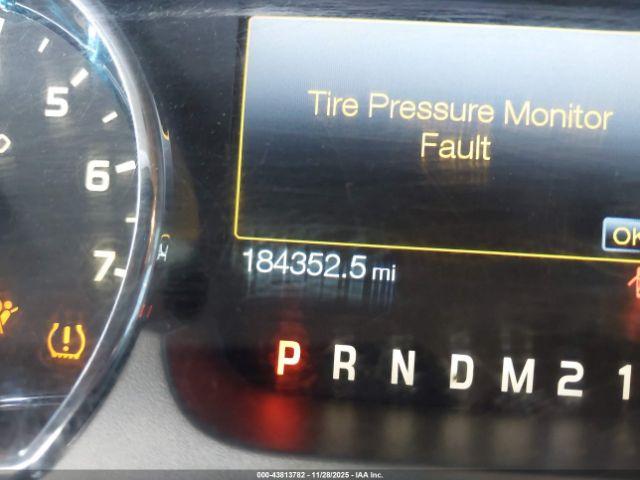 5
6
7
Tire Pressure Monitor
Fault
OK
184352.5 mi
P R N D M 2 1
000-43813782 • 11/28/2025 - IAA Inc.